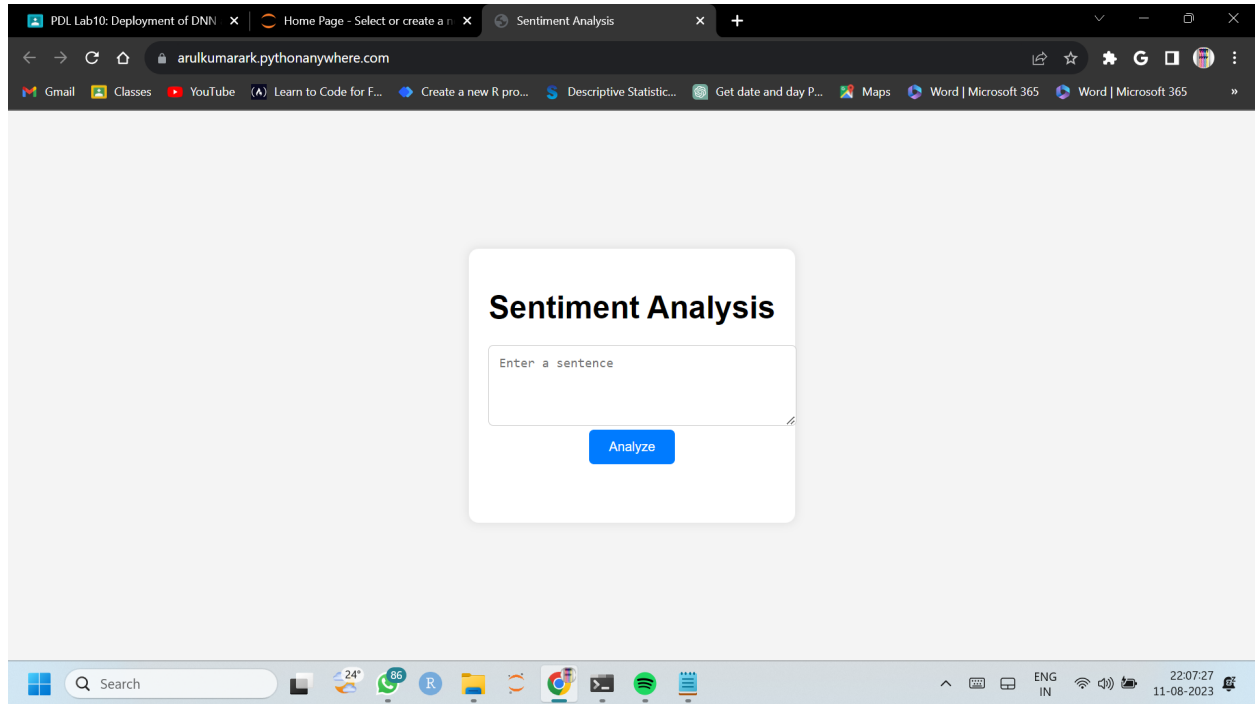 PDL Lab10: Deployment of DNN
Home Page - Select or create a n
Sentiment Analysis
arulkumarark.pythonanywhere.com
Gmail
Classes
YouTube
Learn to Code for F...
Create a new R pro...
Descriptive Statistic...
Get date and day P...
Maps
Word | Microsoft 365
Word | Microsoft 365
»
Sentiment Analysis
Enter a sentence
Analyze
Search
24°
86
R
ENG
IN
22:07:27
11-08-2023